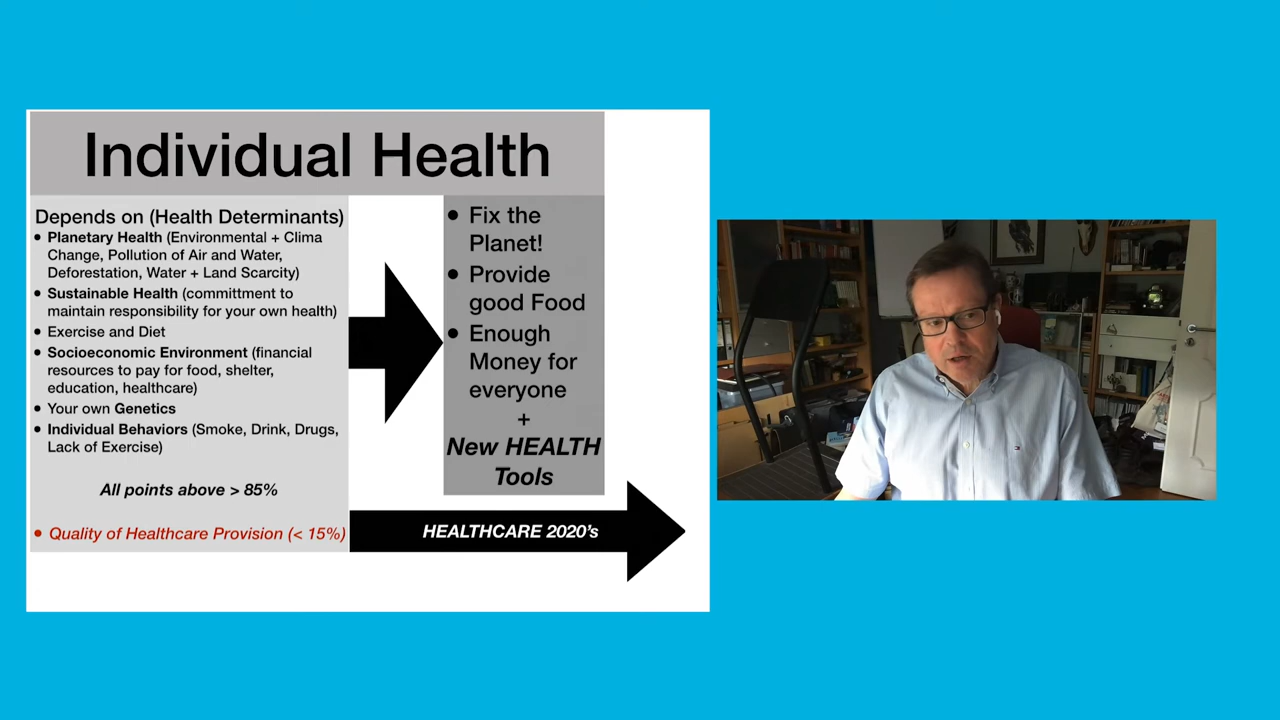 Individual Health
Depends on (Health Determinants)
• Planetary Health (Environmental + Clima
Change, Pollution of Air and Water,
Deforestation, Water + Land Scarcity)
• Sustainable Health (committment to
maintain responsibility for your own health)
• Exercise and Diet
• Socioeconomic Environment (financial
resources to pay for food, shelter,
education, healthcare)
• Your own Genetics
• Individual Behaviors (Smoke, Drink, Drugs,
Lack of Exercise)
All points above > 85%
• Quality of Healthcare Provision (< 15%)
• Fix the
Planet!
• Provide
good Food
• Enough
Money for
everyone
+
New HEALTH
Tools
HEALTHCARE 2020's